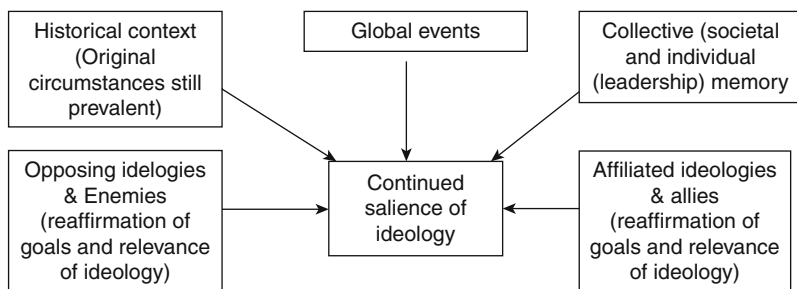 Historical context
(Original
circumstances still
prevalent)
Global events
Collective (societal
and individual
(leadership) memory
Opposing idelogies
& Enemies
(reaffirmation of
goals and relevance
of ideology)
Continued
salience of
ideology
Affiliated ideologies
& allies
(reaffirmation of
goals and relevance
of ideology)